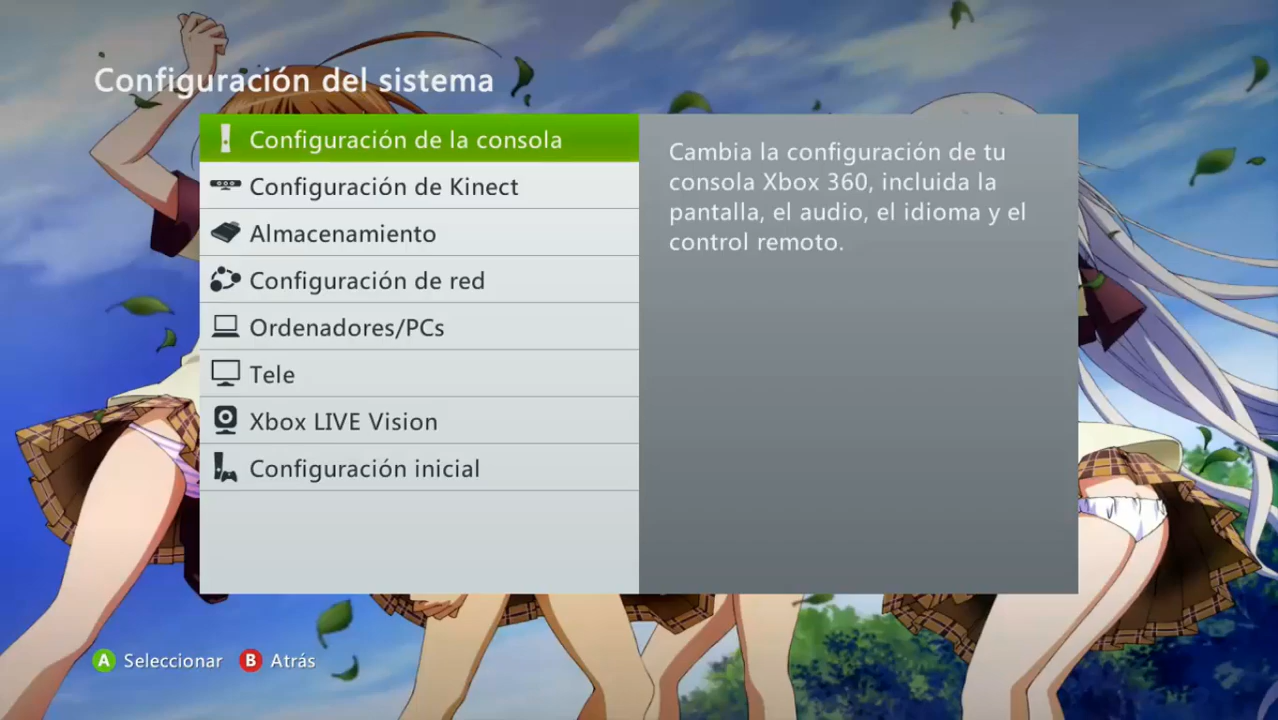 Configuración del sistema
Configuración de la consola
Configuración de Kinect
Almacenamiento
Configuración de red
Ordenadores/PCs
Tele
Xbox LIVE Vision
Configuración inicial
Cambia la configuración de tu
consola Xbox 360, incluida la
pantalla, el audio, el idioma y el
control remoto.
A Seleccionar B Atrás